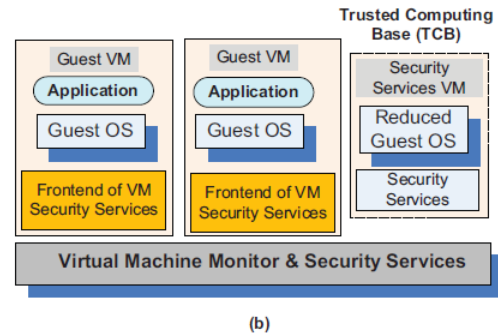 Trusted Computing
Base (TCB)
Guest VM
Application
Guest OS
Frontend of VM
Security Services
Guest VM
Application
Guest OS
Frontend of VM
Security Services
Security
Services VM
Reduced
Guest OS
Security
Services
Virtual Machine Monitor & Security Services
(b)